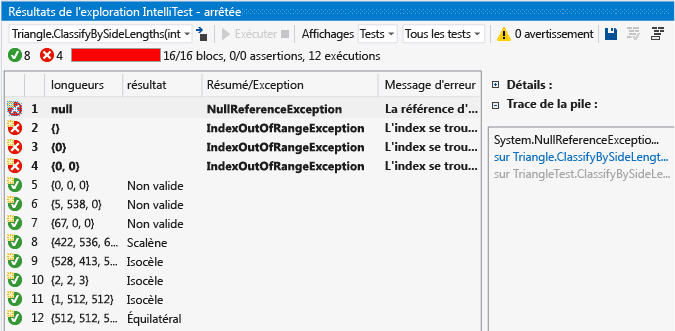 Résultats de l'exploration IntelliTest - arrêtée
Triangle.ClassifyBySideLengths(int Exécuter Affichages Tests Tous les tests 0 avertissement
8 4 16/16 blocs, 0/0 assertions, 12 exécutions
longueurs résultat Résumé/Exception Message d'erreur
1 null NullReferenceException La référence d'...
2 {} IndexOutOfRangeException L'index se trou...
3 {0} IndexOutOfRangeException L'index se trou...
4 {0, 0} IndexOutOfRangeException L'index se trou...
5 {0, 0, 0} Non valide
6 {5, 538, 0} Non valide
7 {67, 0, 0} Non valide
8 {422, 536, 6... Scalène
9 {528, 413, 5... Isocèle
10 {2, 2, 3} Isocèle
11 {1, 512, 512} Isocèle
12 {512, 512, 5... Équilatéral
Détails :
Trace de la pile :
System.NullReferenceExceptio...
sur Triangle.ClassifyBySideLengt...
sur TriangleTest.ClassifyBySideLe...